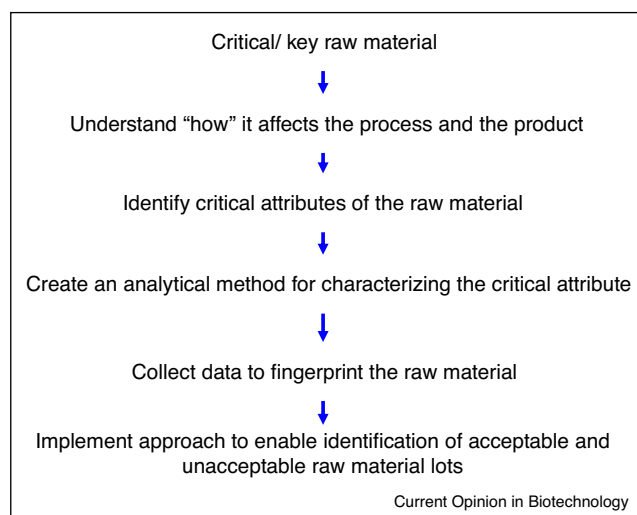 Critical/ key raw material
Understand “how” it affects the process and the product
Identify critical attributes of the raw material
Create an analytical method for characterizing the critical attribute
Collect data to fingerprint the raw material
Implement approach to enable identification of acceptable and
unacceptable raw material lots
Current Opinion in Biotechnology